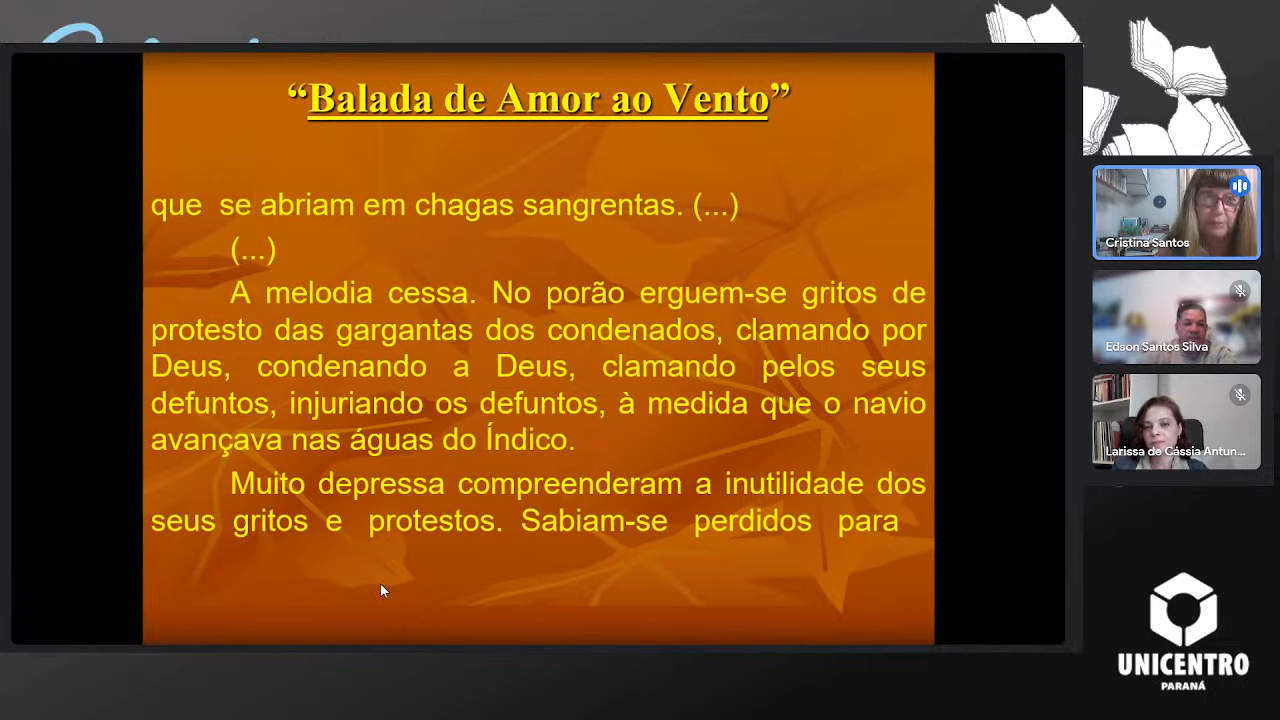 “Balada de Amor ao Vento”
que se abriam em chagas sangrentas. (...)
(...)
A melodia cessa. No porão erguem-se gritos de
protesto das gargantas dos condenados, clamando por
Deus, condenando a Deus, clamando pelos seus
defuntos, injuriando os defuntos, à medida que o navio
avançava nas águas do Índico.
Muito depressa compreenderam a inutilidade dos
seus gritos e protestos. Sabiam-se perdidos para
Cristina Santos
Edson Santos Silva
Larissa de Cássia Antun...
UNICENTRO
PARANÁ